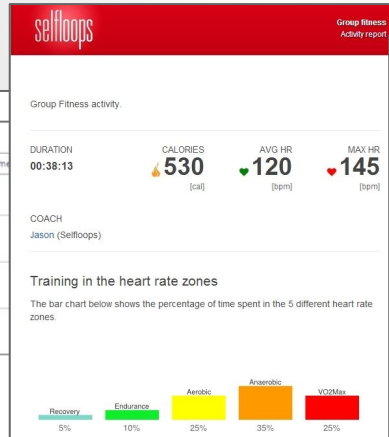 selfloops
Group fitness
Activity report
Group Fitness activity.
DURATION
00:38:13
CALORIES
530
[cal]
AVG HR
120
[bpm]
MAX HR
145
[bpm]
COACH
Jason (Selfloops)
Training in the heart rate zones
The bar chart below shows the percentage of time spent in the 5 different heart rate
zones.
Recovery
Endurance
Aerobic
Anaerobic
VO2Max
5%
10%
25%
35%
25%